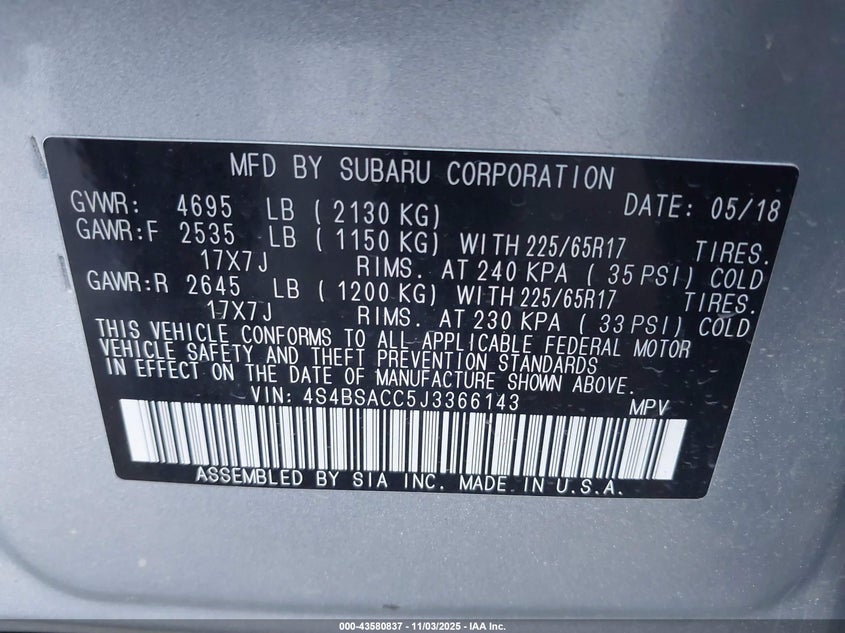 MFD BY SUBARU CORPORATION
GVWR: 4695 LB ( 2130 KG) DATE: 05/18
GAWR:F 2535 LB ( 1150 KG) WITH 225/65R17 TIRES.
17X7J RIMS. AT 240 KPA ( 35 PSI) COLD
GAWR:R 2645 LB ( 1200 KG) WITH 225/65R17 TIRES.
17X7J RIMS. AT 230 KPA ( 33 PSI) COLD
THIS VEHICLE CONFORMS TO ALL APPLICABLE FEDERAL MOTOR
VEHICLE SAFETY AND THEFT PREVENTION STANDARDS
IN EFFECT ON THE DATE OF MANUFACTURE SHOWN ABOVE.
VIN: 4S4BSACC5J3366143 MPV
ASSEMBLED BY SIA INC. MADE IN U.S.A.
000-43580837 - 11/03/2025 - IAA Inc.